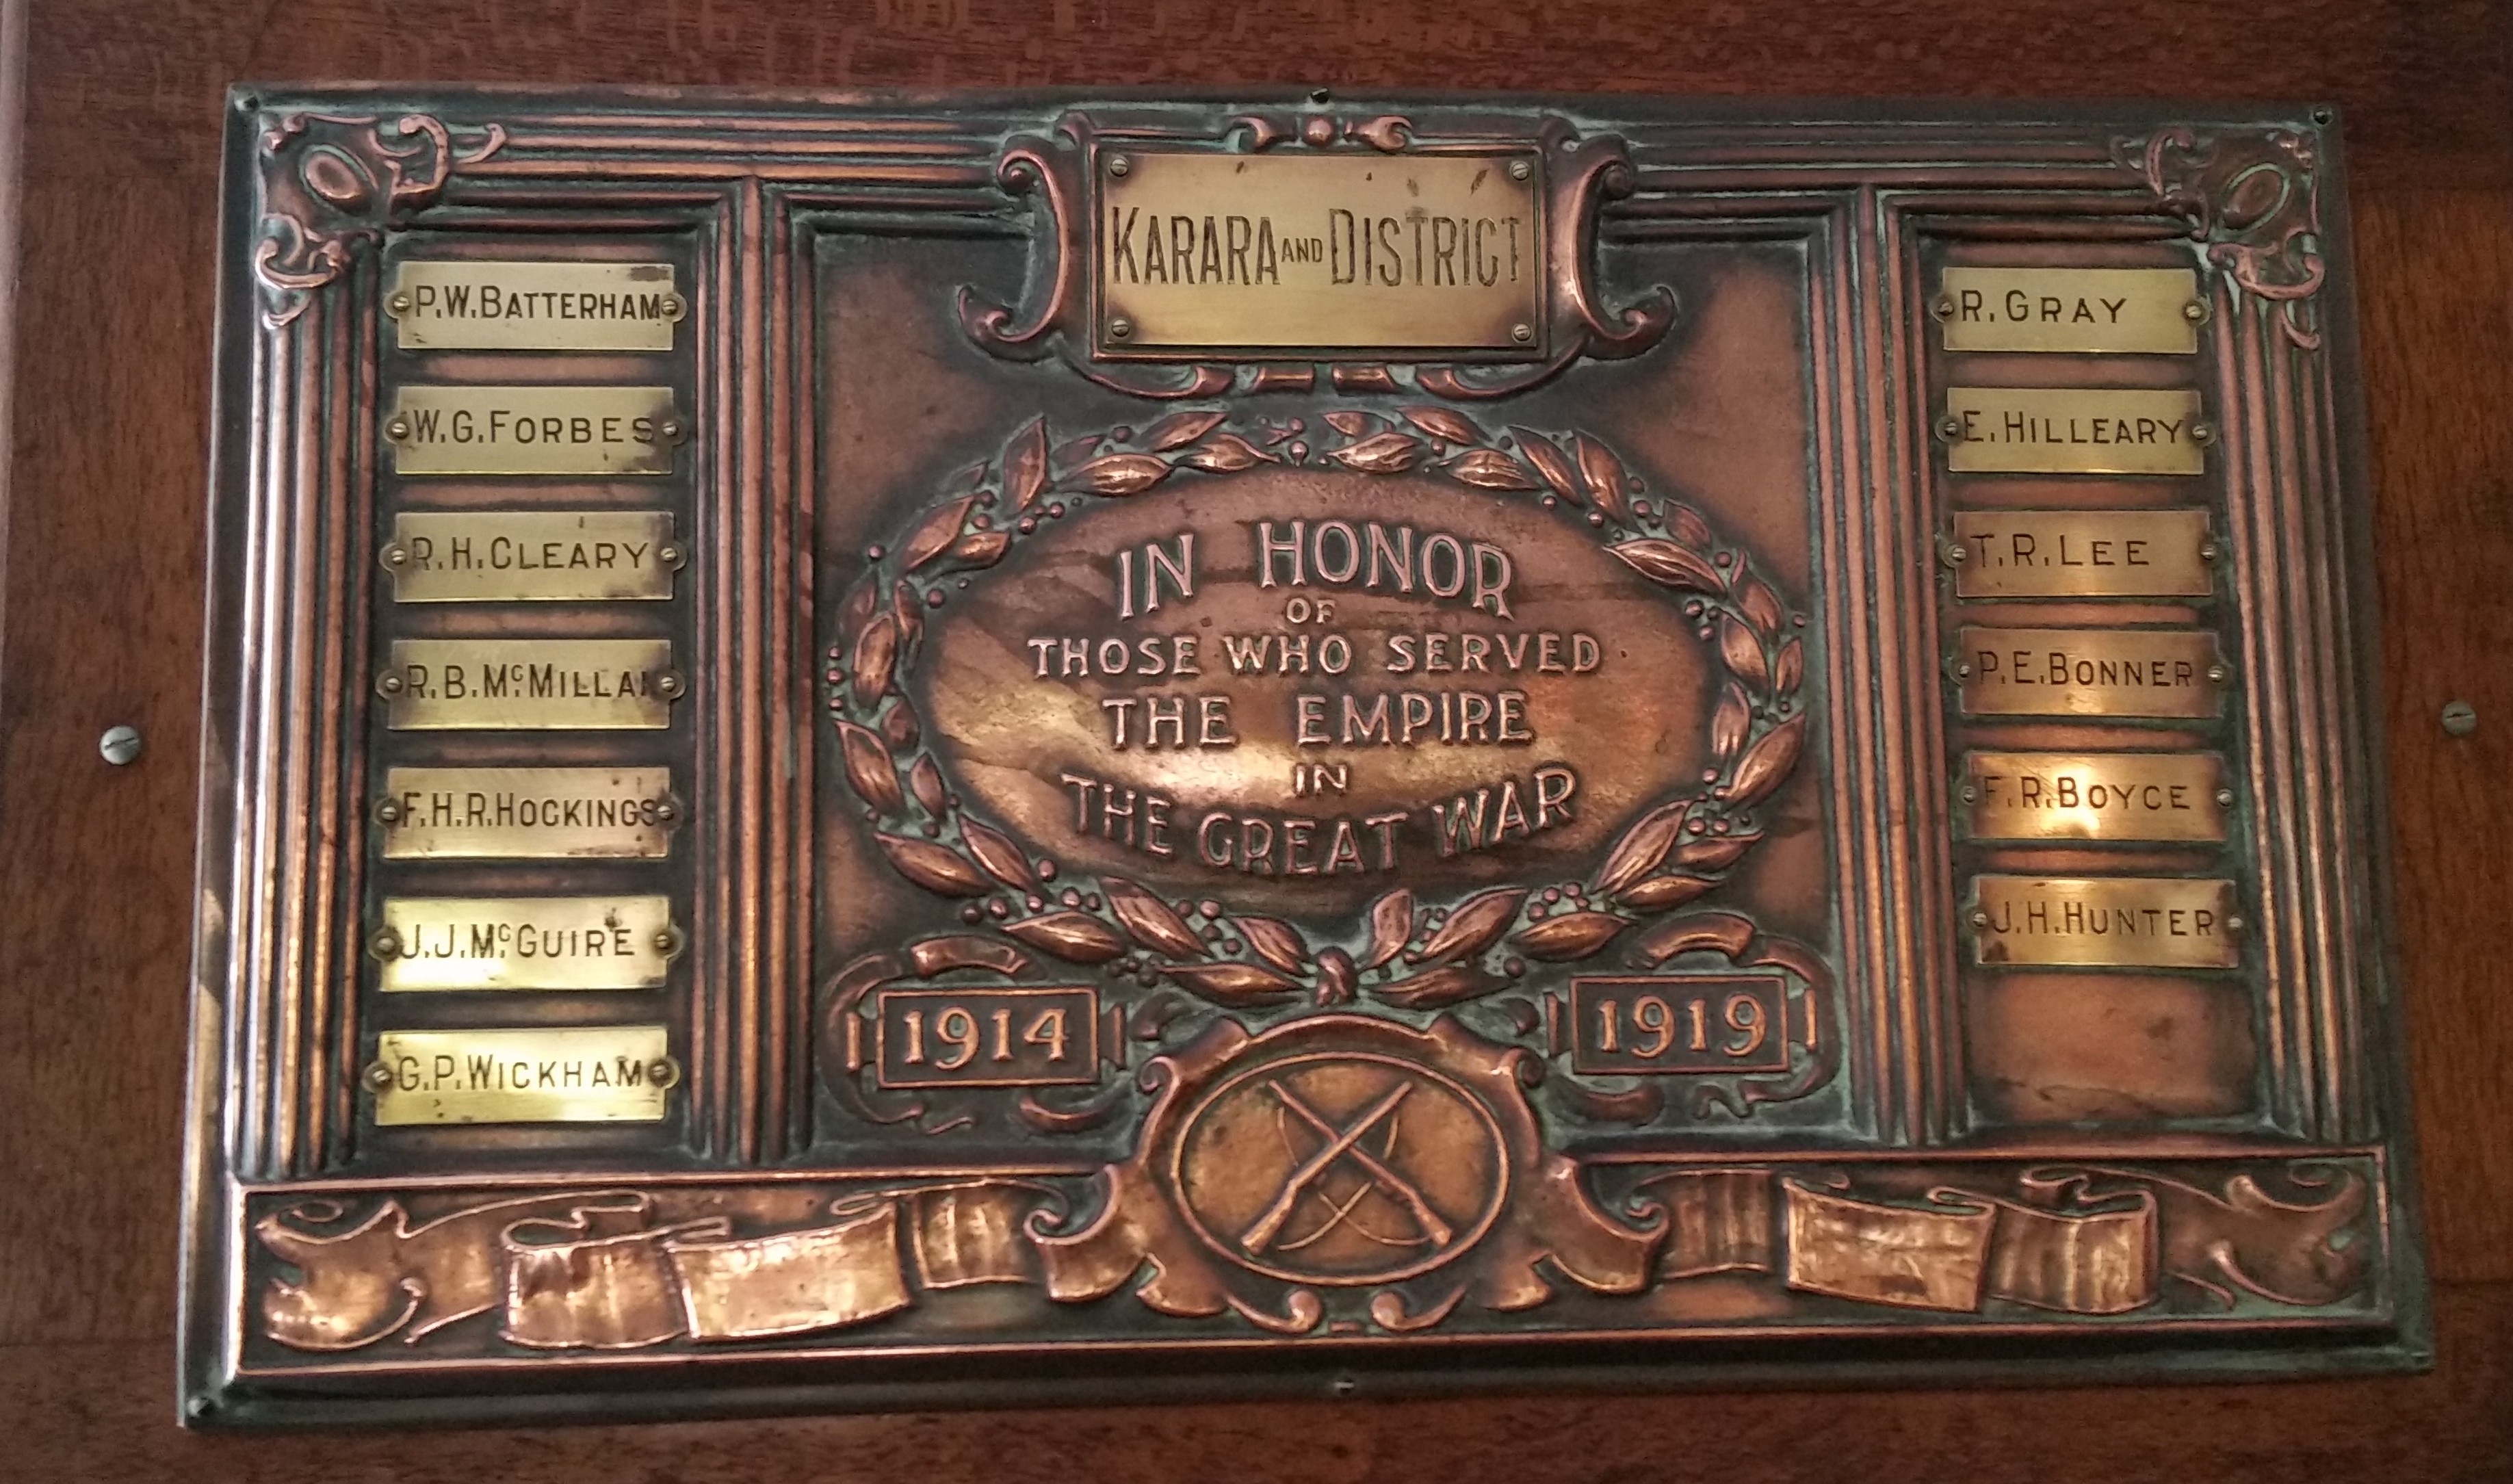 KARARA AND DISTRICT
P.W.BATTERHAM
W.G.FORBES
R.H.CLEARY
R.B.McMILLAN
F.H.R.HOCKINGS
J.J.McGUIRE
G.P.WICKHAM
IN HONOR
OF
THOSE WHO SERVED
THE EMPIRE
IN
THE GREAT WAR
1914
1919
R.GRAY
E.HILLEARY
T.R.LEE
P.E.BONNER
F.R.BOYCE
J.H.HUNTER